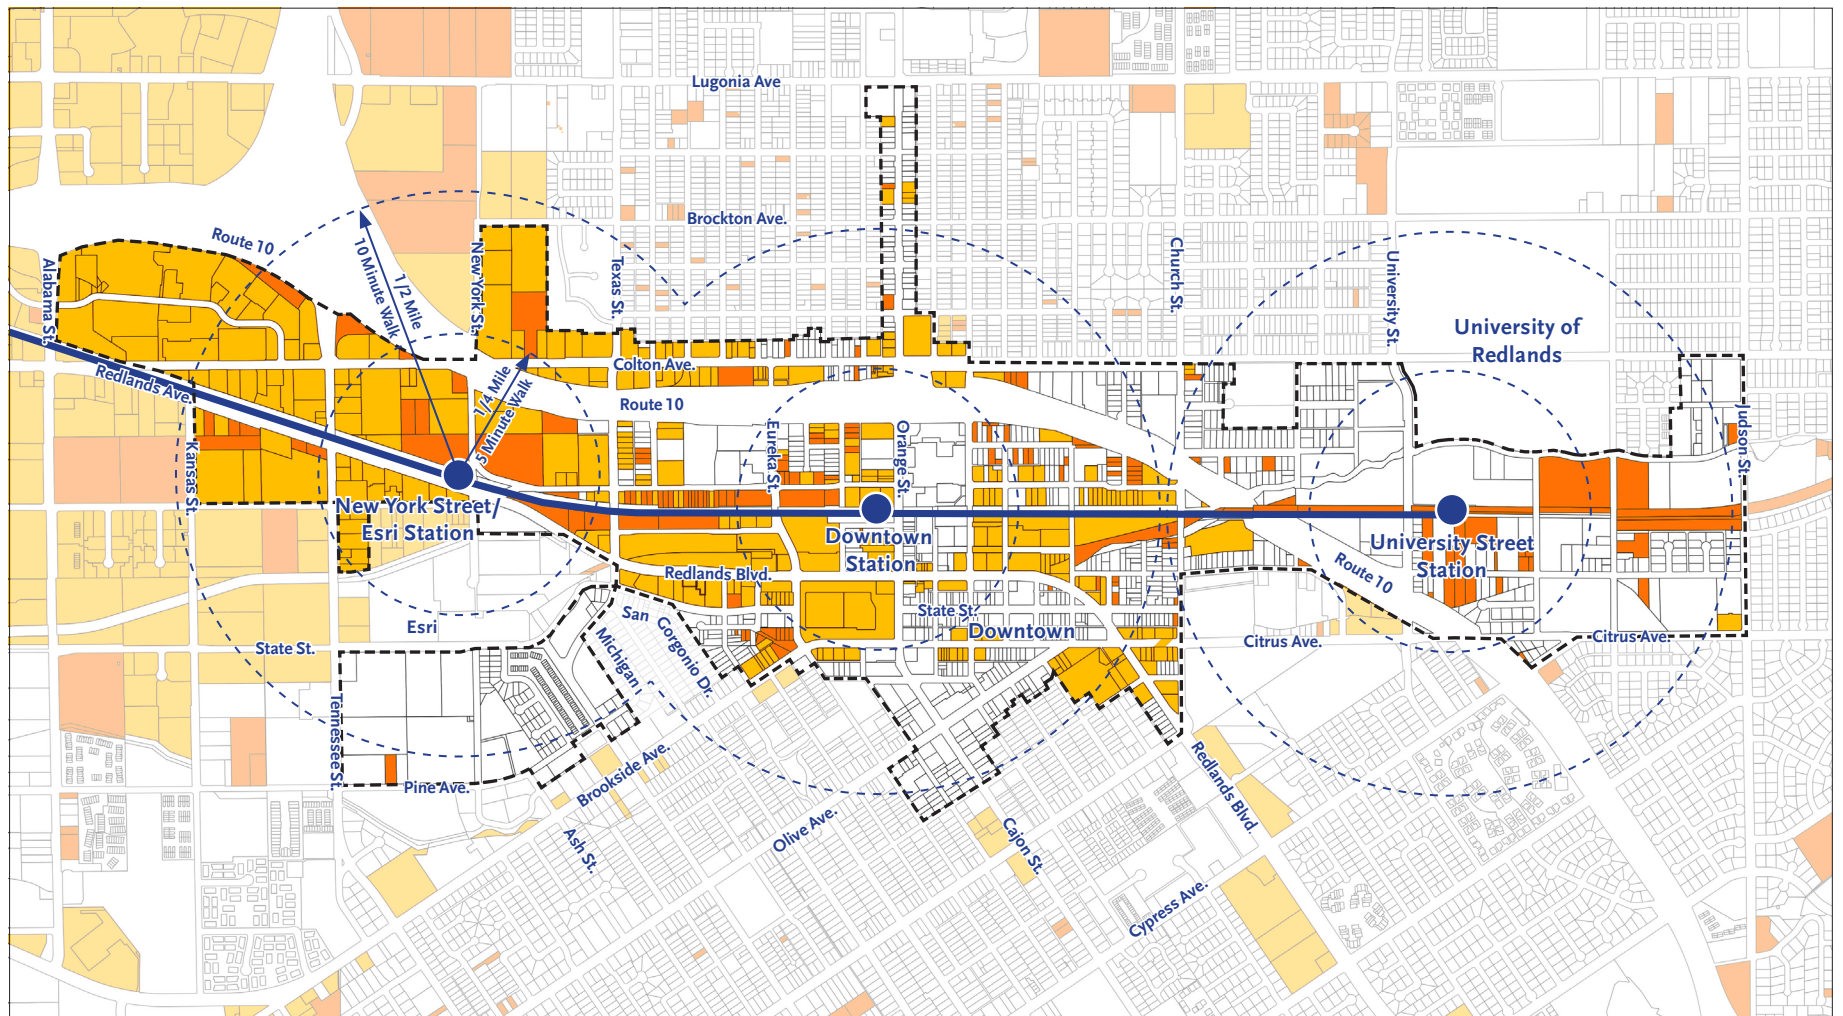 Lugonia Ave
Brockton Ave.
Route 10
10 Minute Walk
1/2 Mile
New York St.
Texas St.
Church St.
University St.
Alabama St.
University of
Redlands
Colton Ave.
Redlands Ave.
1/4 Mile
5 Minute Walk
Route 10
Eureka St.
Orange St.
Judson St.
Kansas St.
New York Street/
Esri Station
Downtown
Station
University Street
Station
Redlands Blvd.
Route 10
San Gorgonio Dr.
State St.
Esri
Downtown
Michigan
State St.
Citrus Ave.
Citrus Ave.
Tennessee St.
Pine Ave.
Brookside Ave.
Redlands Blvd.
Ash St.
Olive Ave.
Cajon St.
Cypress Ave.